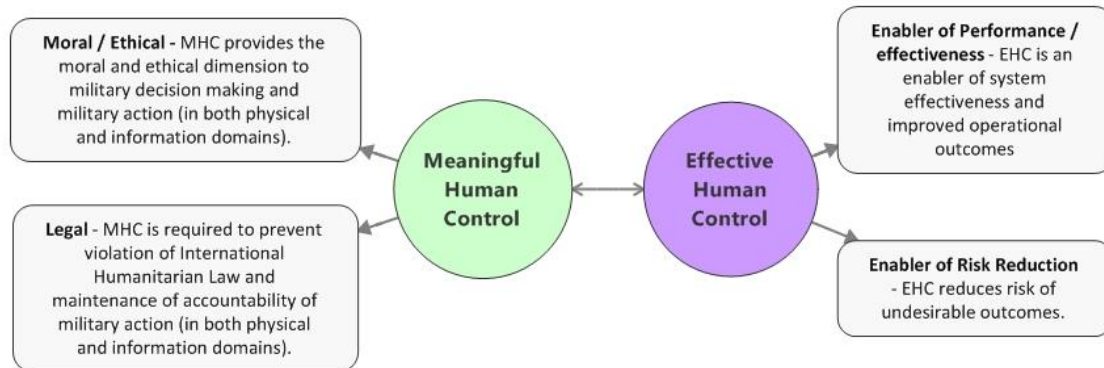 Moral / Ethical - MHC provides the
moral and ethical dimension to
military decision making and
military action (in both physical
and information domains).
Legal - MHC is required to prevent
violation of International
Humanitarian Law and
maintenance of accountability of
military action (in both physical
and information domains).
Meaningful
Human
Control
Effective
Human
Control
Enabler of Performance /
effectiveness - EHC is an
enabler of system
effectiveness and
improved operational
outcomes
Enabler of Risk Reduction
- EHC reduces risk of
undesirable outcomes.